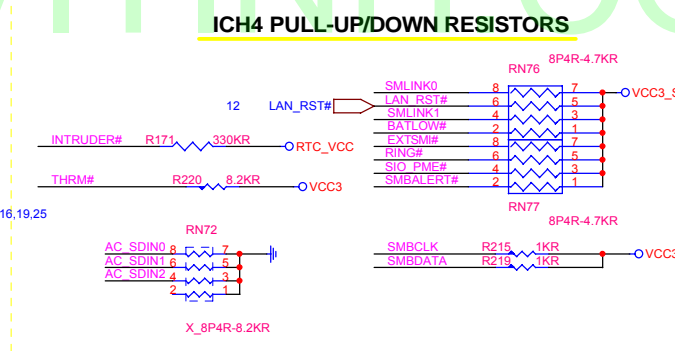 ICH4 PULL-UP/DOWN RESISTORS
8P4R-4.7KR
RN76
SMLINK0 8 7 VCC3_S
12 LAN_RST# LAN_RST# 6 5
SMLINK1 4 3
BATLOW# 2 1
INTRUDER# R171 330KR RTC_VCC
EXTSMI# 8 7
RING# 6 5
SIO_PME# 4 3
THRM# R220 8.2KR VCC3
SMBALERT# 2 1
RN77
8P4R-4.7KR
16,19,25
RN72
AC_SDIN0 8 7
AC_SDIN1 6 5
AC_SDIN2 4 3
2 1
X_8P4R-8.2KR
SMBCLK R215 1KR VCC3
SMBDATA R219 1KR